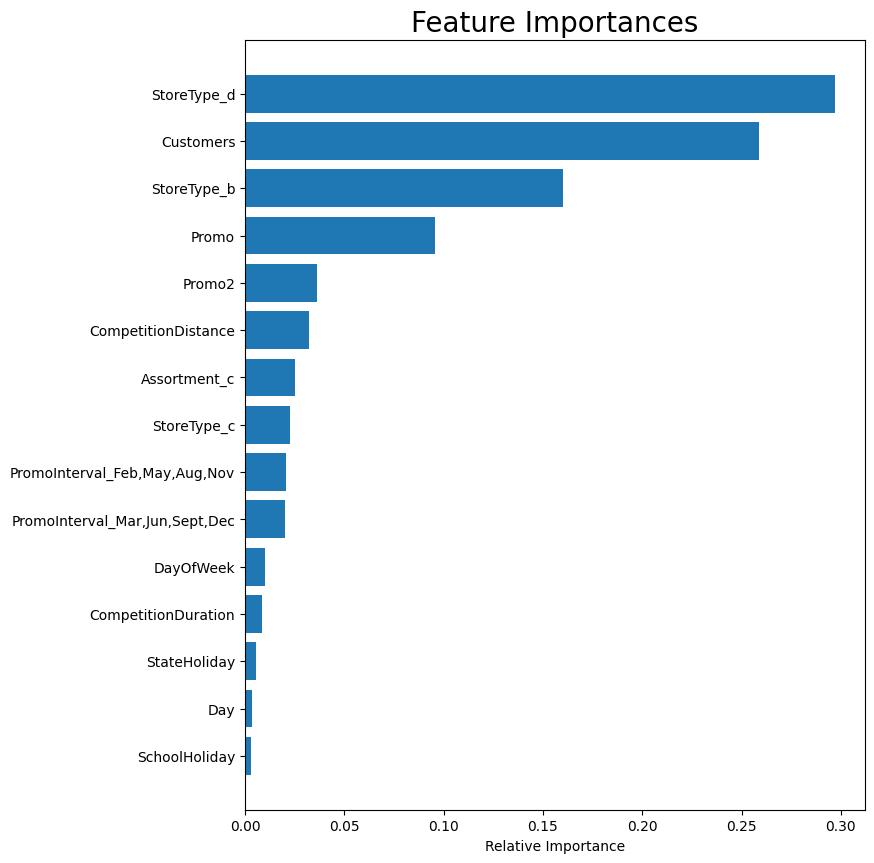 Feature Importances
StoreType_d
Customers
StoreType_b
Promo
Promo2
CompetitionDistance
Assortment_c
StoreType_c
PromoInterval_Feb,May,Aug,Nov
PromoInterval_Mar,Jun,Sept,Dec
DayOfWeek
CompetitionDuration
StateHoliday
Day
SchoolHoliday
0.00 0.05 0.10 0.15 0.20 0.25 0.30
Relative Importance